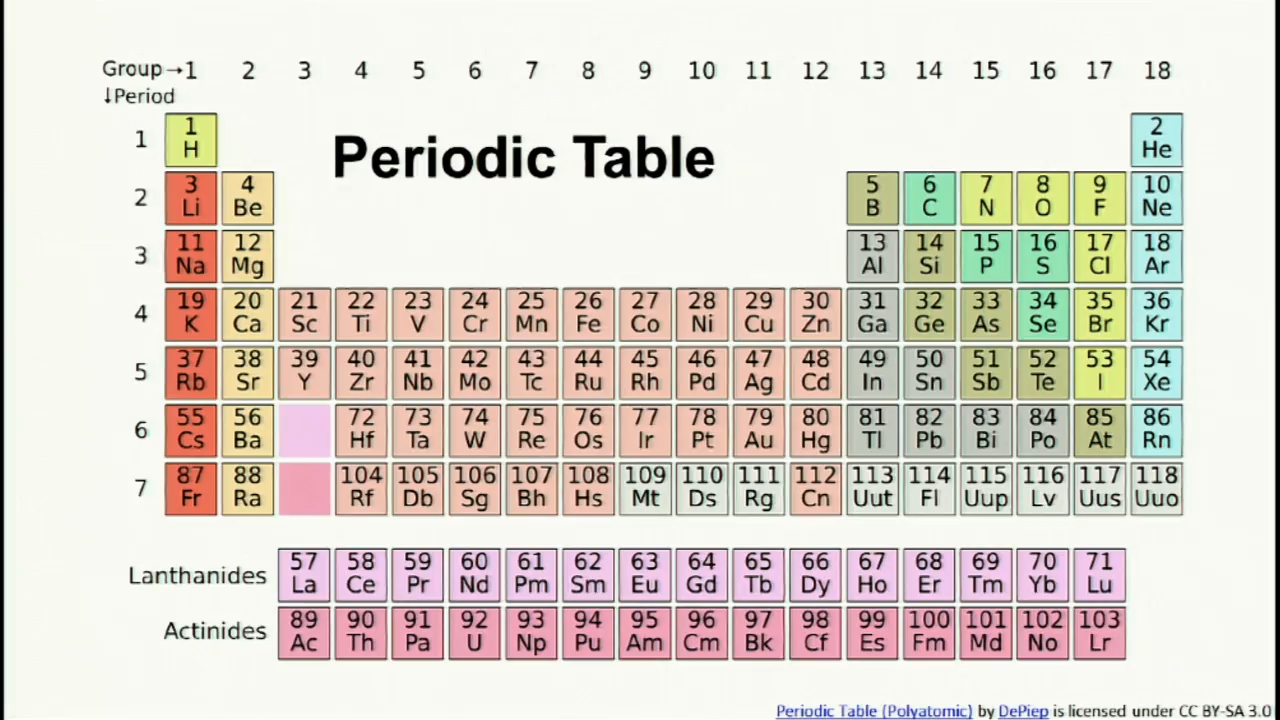 Group→1 2 3 4 5 6 7 8 9 10 11 12 13 14 15 16 17 18
↓Period
Periodic Table
1 1 2
H He
2 3 4 5 6 7 8 9 10
Li Be B C N O F Ne
3 11 12 13 14 15 16 17 18
Na Mg Al Si P S Cl Ar
4 19 20 21 22 23 24 25 26 27 28 29 30 31 32 33 34 35 36
K Ca Sc Ti V Cr Mn Fe Co Ni Cu Zn Ga Ge As Se Br Kr
5 37 38 39 40 41 42 43 44 45 46 47 48 49 50 51 52 53 54
Rb Sr Y Zr Nb Mo Tc Ru Rh Pd Ag Cd In Sn Sb Te I Xe
6 55 56 72 73 74 75 76 77 78 79 80 81 82 83 84 85 86
Cs Ba Hf Ta W Re Os Ir Pt Au Hg Tl Pb Bi Po At Rn
7 87 88 104 105 106 107 108 109 110 111 112 113 114 115 116 117 118
Fr Ra Rf Db Sg Bh Hs Mt Ds Rg Cn Uut Fl Uup Lv Uus Uuo
Lanthanides 57 58 59 60 61 62 63 64 65 66 67 68 69 70 71
La Ce Pr Nd Pm Sm Eu Gd Tb Dy Ho Er Tm Yb Lu
Actinides 89 90 91 92 93 94 95 96 97 98 99 100 101 102 103
Ac Th Pa U Np Pu Am Cm Bk Cf Es Fm Md No Lr
Periodic Table (Polyatomic) by DePiep is licensed under CC BY-SA 3.0